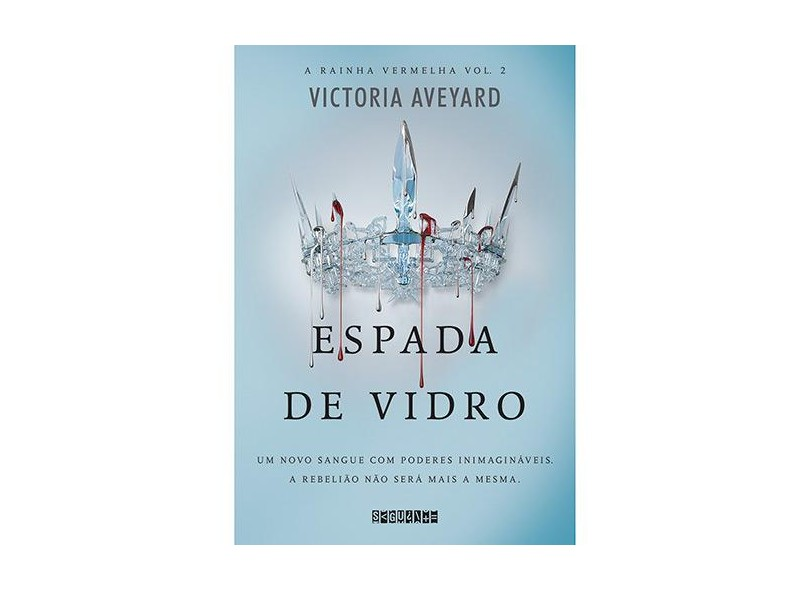 A RAINHA VERMELHA VOL. 2
VICTORIA AVEYARD
ESPADA
DE VIDRO
UM NOVO SANGUE COM PODERES INIMAGINÁVEIS.
A REBELIÃO NÃO SERÁ MAIS A MESMA.
SEGUINTE